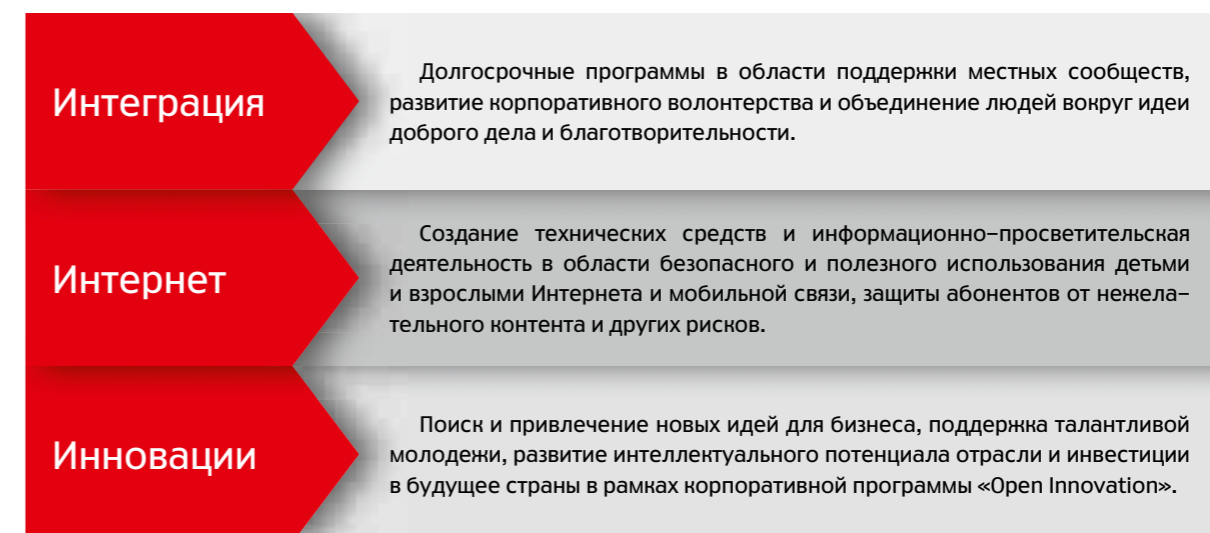 Интеграция
Долгосрочные программы в области поддержки местных сообществ,
развитие корпоративного волонтерства и объединение людей вокруг идеи
доброго дела и благотворительности.
Интернет
Создание технических средств и информационно-просветительская
деятельность в области безопасного и полезного использования детьми
и взрослыми Интернета и мобильной связи, защиты абонентов от нежела-
тельного контента и других рисков.
Инновации
Поиск и привлечение новых идей для бизнеса, поддержка талантливой
молодежи, развитие интеллектуального потенциала отрасли и инвестиции
в будущее страны в рамках корпоративной программы «Open Innovation».